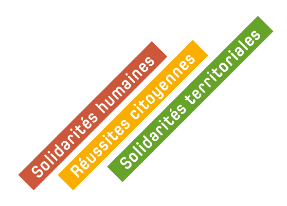 Solidarités humaines
Réussites citoyennes
Solidarités territoriales